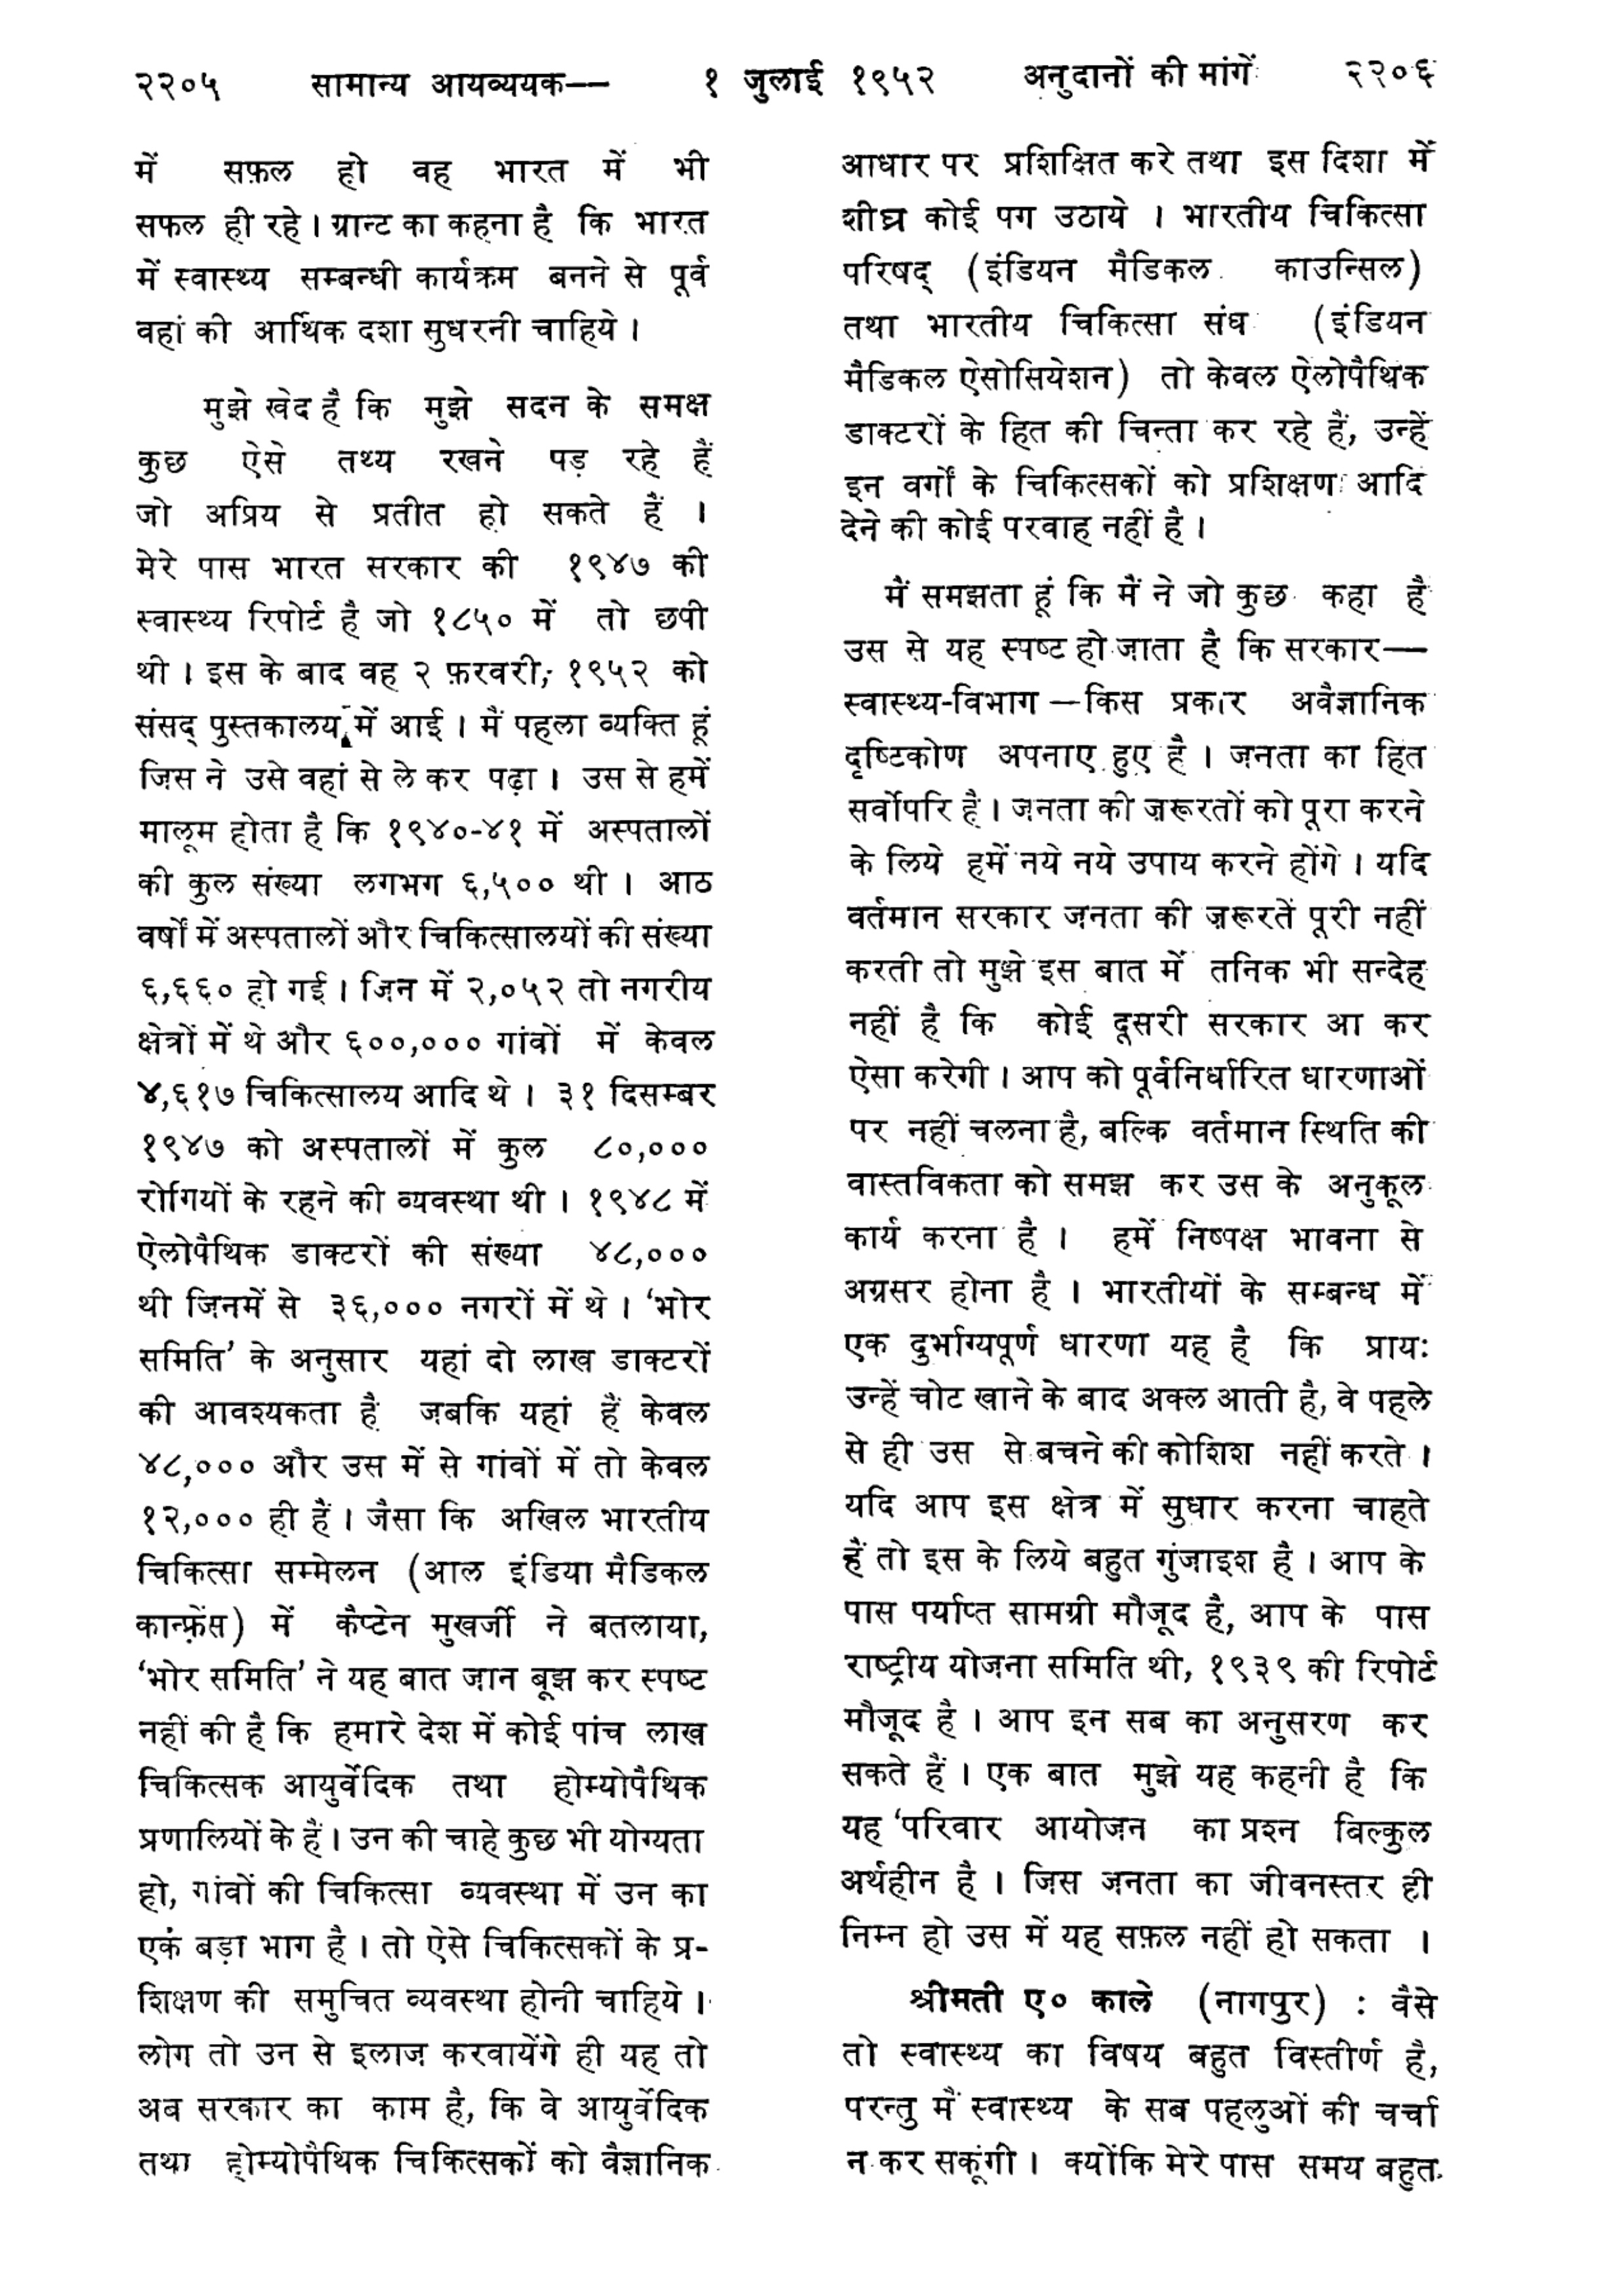 २२०५ सामान्य आयव्ययक— १ जुलाई १९५२ अनुदानों की मांगें २२०६
में सफ़ल हो वह भारत में भी
सफल ही रहे। ग्रान्ट का कहना है कि भारत
में स्वास्थ्य सम्बन्धी कार्यक्रम बनने से पूर्व
वहां की आर्थिक दशा सुधरनी चाहिये।
मुझे खेद है कि मुझे सदन के समक्ष
कुछ ऐसे तथ्य रखने पड़ रहे हैं
जो अप्रिय से प्रतीत हो सकते हैं ।
मेरे पास भारत सरकार की १९४७ की
स्वास्थ्य रिपोर्ट है जो १८५० में तो छपी
थी । इस के बाद वह २ फ़रवरी, १९५२ को
संसद् पुस्तकालय में आई । मैं पहला व्यक्ति हूं
जिस ने उसे वहां से ले कर पढ़ा । उस से हमें
मालूम होता है कि १९४०-४१ में अस्पतालों
की कुल संख्या लगभग ६,५०० थी । आठ
वर्षों में अस्पतालों और चिकित्सालयों की संख्या
६,६६० हो गई । जिन में २,०५२ तो नगरीय
क्षेत्रों में थे और ६००,००० गांवों में केवल
४,६१७ चिकित्सालय आदि थे । ३१ दिसम्बर
१९४७ को अस्पतालों में कुल ८०,०००
रोगियों के रहने की व्यवस्था थी । १९४८ में
ऐलोपैथिक डाक्टरों की संख्या ४८,०००
थी जिनमें से ३६,००० नगरों में थे । ‘भोर
समिति’ के अनुसार यहां दो लाख डाक्टरों
की आवश्यकता है जबकि यहां हैं केवल
४८,००० और उस में से गांवों में तो केवल
१२,००० ही हैं । जैसा कि अखिल भारतीय
चिकित्सा सम्मेलन (आल इंडिया मैडिकल
कान्फ़्रेंस) में कैप्टेन मुखर्जी ने बतलाया,
‘भोर समिति’ ने यह बात जान बूझ कर स्पष्ट
नहीं की है कि हमारे देश में कोई पांच लाख
चिकित्सक आयुर्वेदिक तथा होम्योपैथिक
प्रणालियों के हैं । उन की चाहे कुछ भी योग्यता
हो, गांवों की चिकित्सा व्यवस्था में उन का
एक बड़ा भाग है । तो ऐसे चिकित्सकों के प्र-
शिक्षण की समुचित व्यवस्था होनी चाहिये ।
लोग तो उन से इलाज करवायेंगे ही यह तो
अब सरकार का काम है, कि वे आयुर्वेदिक
तथा होम्योपैथिक चिकित्सकों को वैज्ञानिक
आधार पर प्रशिक्षित करे तथा इस दिशा में
शीघ्र कोई पग उठाये । भारतीय चिकित्सा
परिषद् (इंडियन मैडिकल काउन्सिल)
तथा भारतीय चिकित्सा संघ (इंडियन
मैडिकल ऐसोसियेशन) तो केवल ऐलोपैथिक
डाक्टरों के हित की चिन्ता कर रहे हैं, उन्हें
इन वर्गों के चिकित्सकों को प्रशिक्षण आदि
देने की कोई परवाह नहीं है ।
मैं समझता हूं कि मैं ने जो कुछ कहा है
उस से यह स्पष्ट हो जाता है कि सरकार—
स्वास्थ्य-विभाग—किस प्रकार अवैज्ञानिक
दृष्टिकोण अपनाए हुए है । जनता का हित
सर्वोपरि है । जनता की ज़रूरतों को पूरा करने
के लिये हमें नये नये उपाय करने होंगे । यदि
वर्तमान सरकार जनता की ज़रूरतें पूरी नहीं
करती तो मुझे इस बात में तनिक भी सन्देह
नहीं है कि कोई दूसरी सरकार आ कर
ऐसा करेगी । आप को पूर्वनिर्धारित धारणाओं
पर नहीं चलना है, बल्कि वर्तमान स्थिति की
वास्तविकता को समझ कर उस के अनुकूल
कार्य करना है । हमें निष्पक्ष भावना से
अग्रसर होना है । भारतीयों के सम्बन्ध में
एक दुर्भाग्यपूर्ण धारणा यह है कि प्रायः
उन्हें चोट खाने के बाद अक्ल आती है, वे पहले
से ही उस से बचने की कोशिश नहीं करते ।
यदि आप इस क्षेत्र में सुधार करना चाहते
हैं तो इस के लिये बहुत गुंजाइश है । आप के
पास पर्याप्त सामग्री मौजूद है, आप के पास
राष्ट्रीय योजना समिति थी, १९३९ की रिपोर्ट
मौजूद है । आप इन सब का अनुसरण कर
सकते हैं । एक बात मुझे यह कहनी है कि
यह ‘परिवार आयोजन का प्रश्न बिल्कुल
अर्थहीन है । जिस जनता का जीवनस्तर ही
निम्न हो उस में यह सफ़ल नहीं हो सकता ।
श्रीमती ए० काले (नागपुर) : वैसे
तो स्वास्थ्य का विषय बहुत विस्तीर्ण है,
परन्तु मैं स्वास्थ्य के सब पहलुओं की चर्चा
न कर सकूंगी । क्योंकि मेरे पास समय बहुत